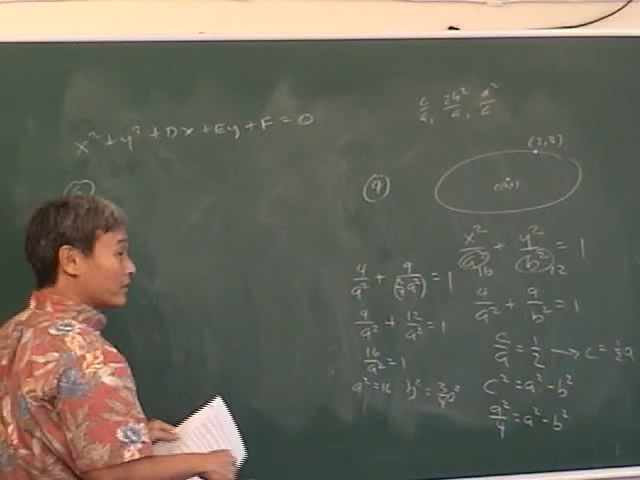 x² + y² + Dx + Ey + F = 0
c/a, 2b²/a, a²/c
(2,3)
9
x²/a² + y²/b² = 1
16 12
4/a² + 9/(3/4 a²) = 1
4/a² + 9/b² = 1
4/a² + 12/a² = 1
c/a = 1/2 → c = 1/2 a
16/a² = 1
c² = a² - b²
a² = 16 b² = 3/4 a²
a²/4 = a² - b²